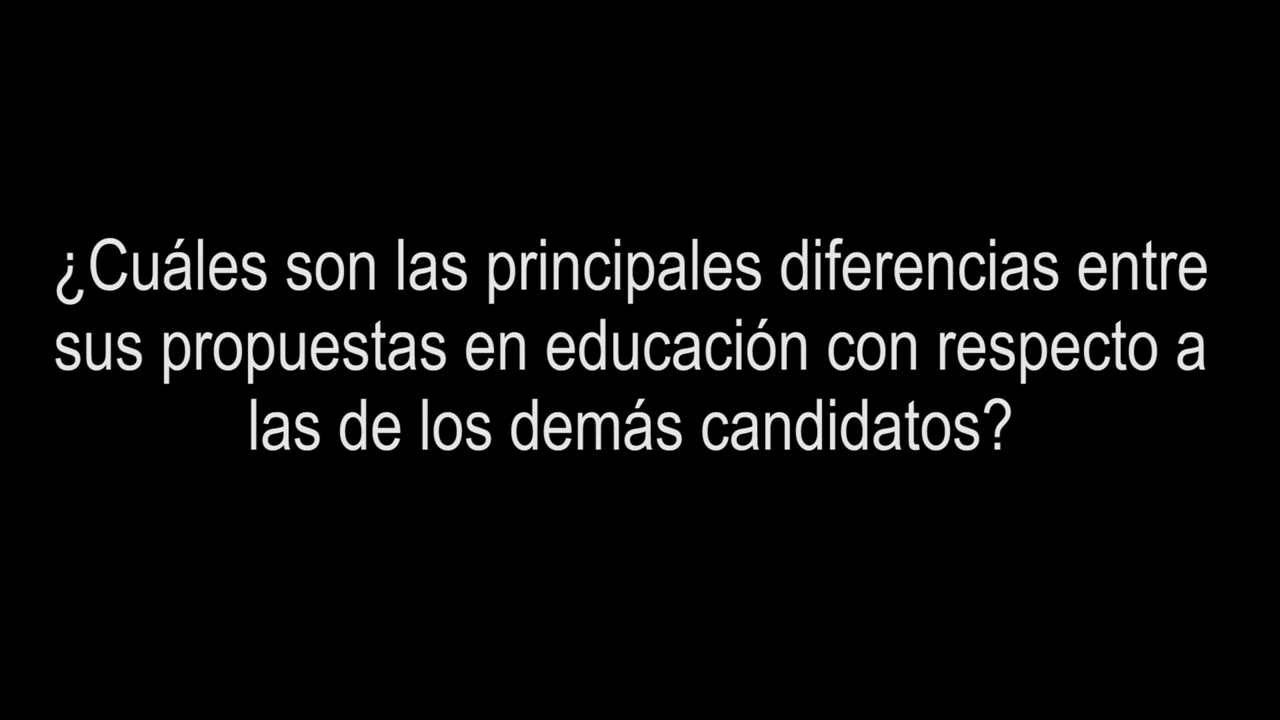 ¿Cuáles son las principales diferencias entre
sus propuestas en educación con respecto a
las de los demás candidatos?